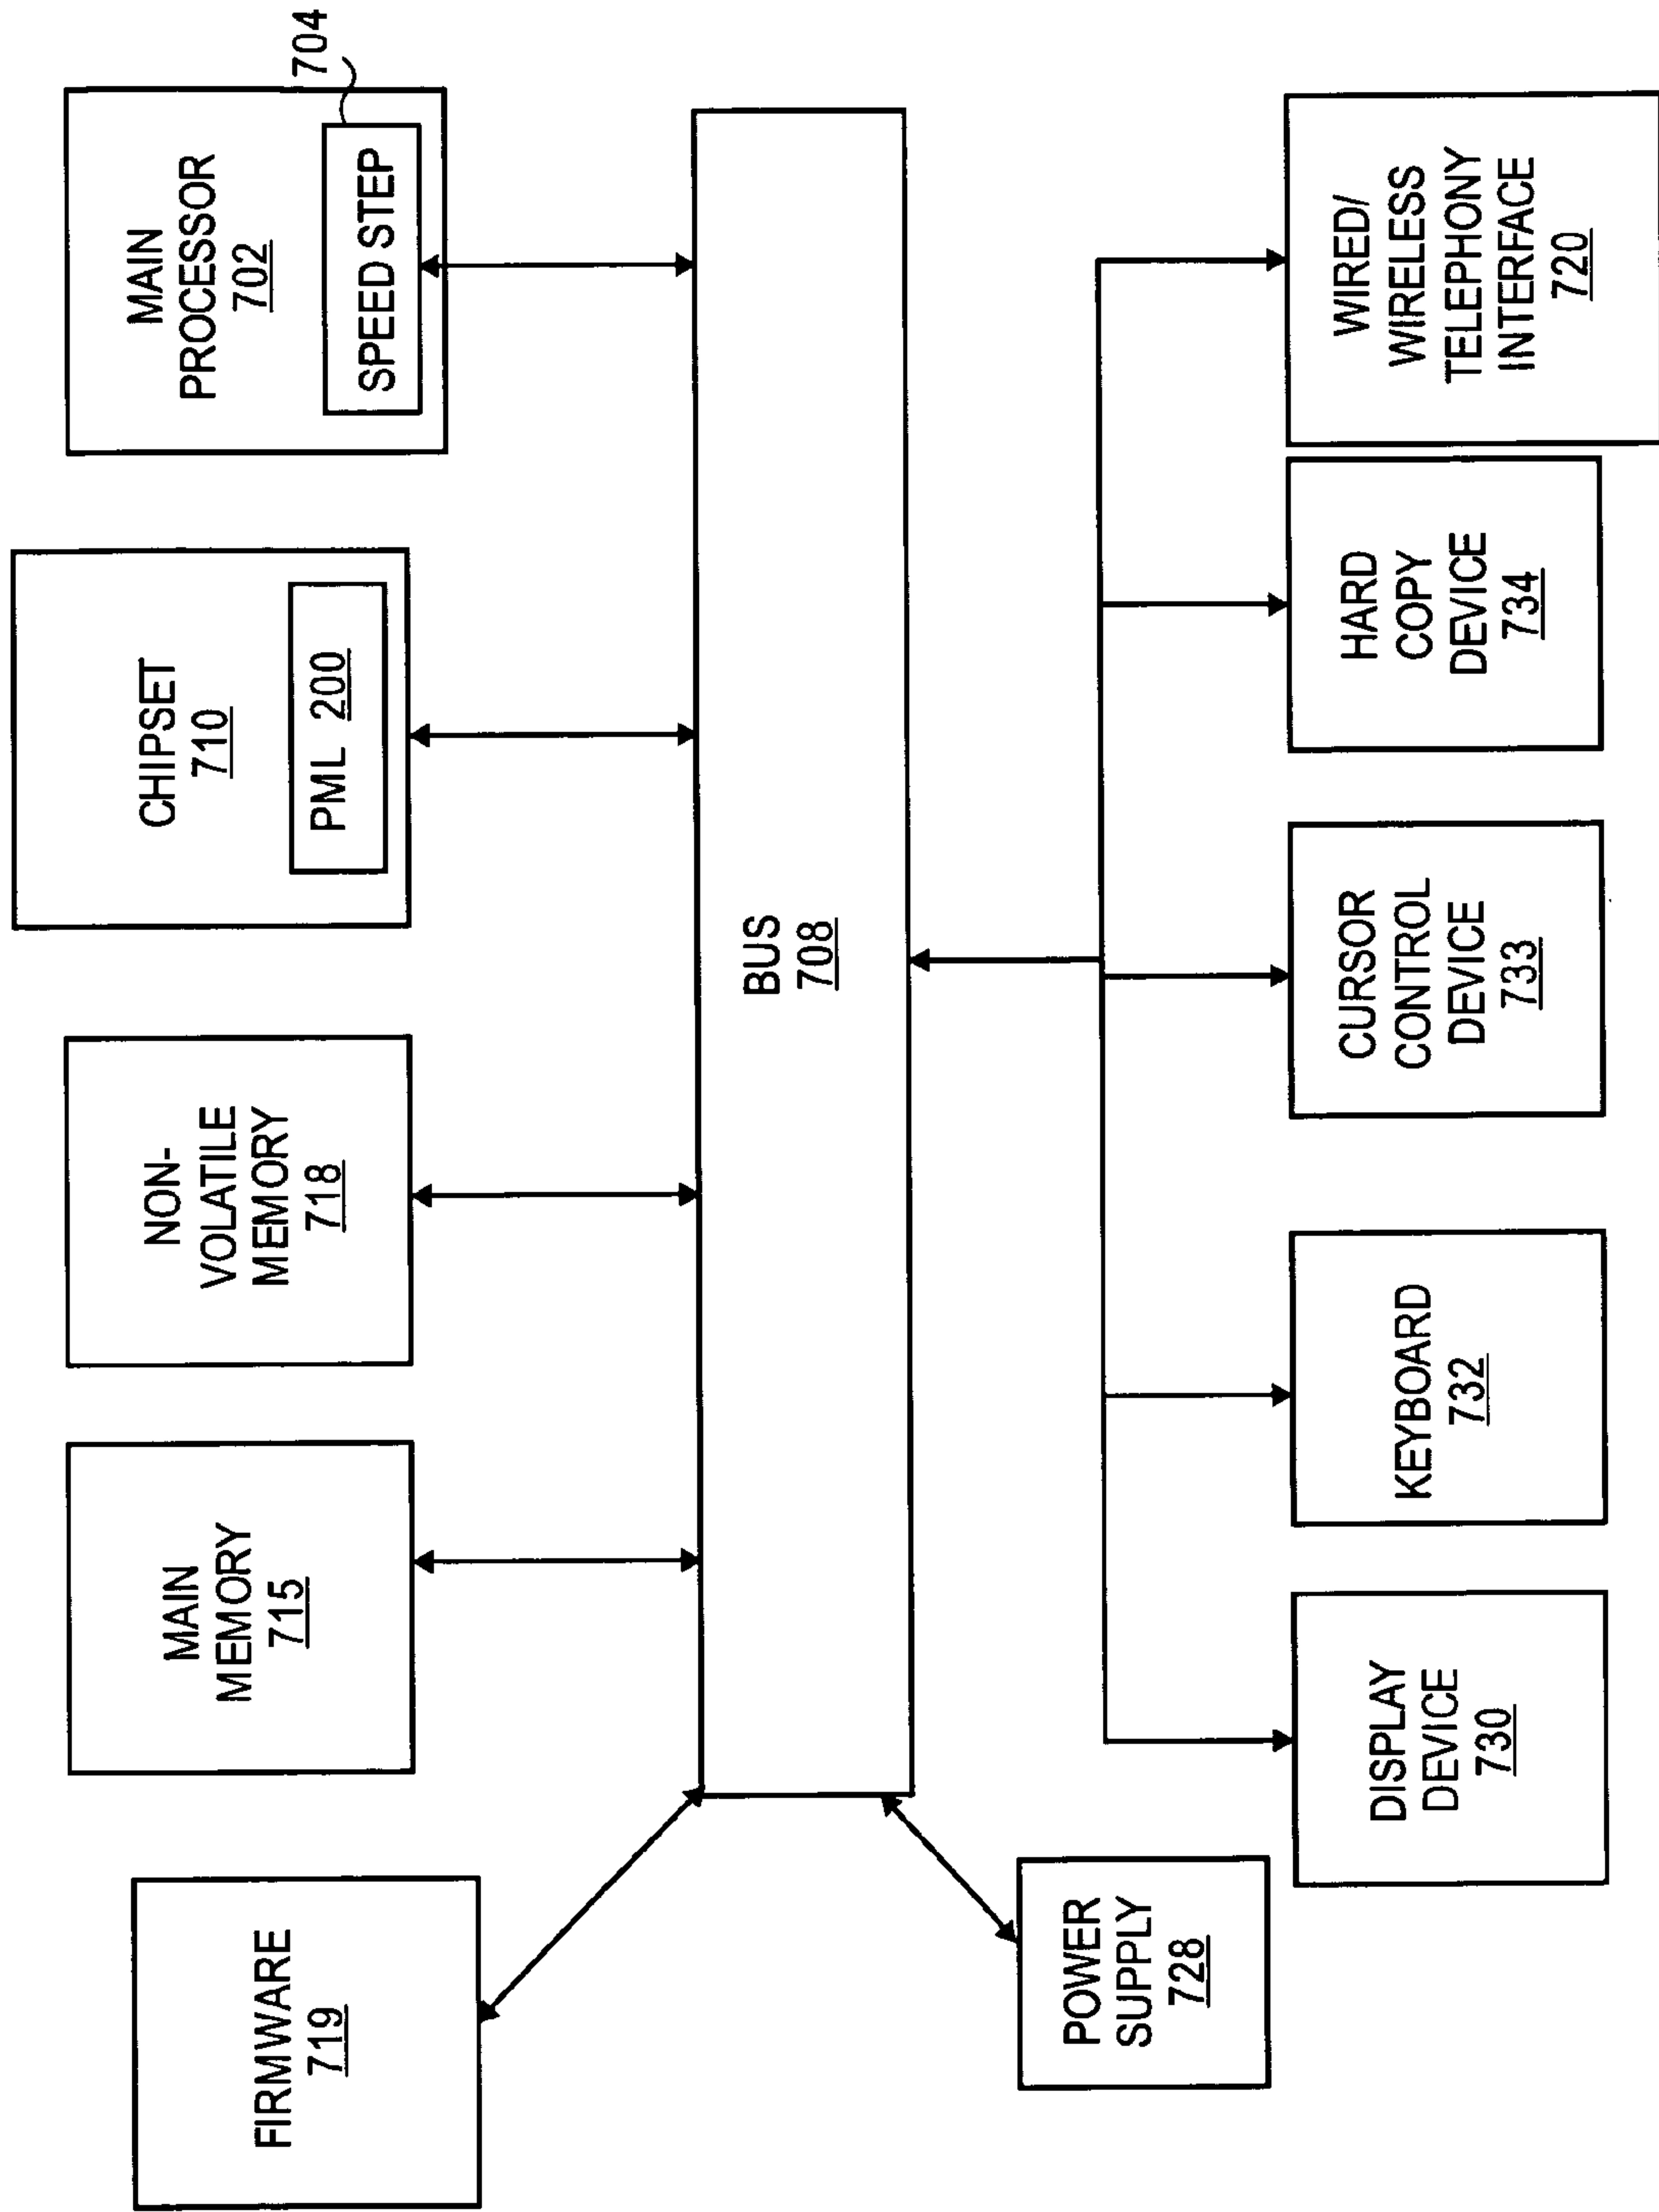 FIRMWARE
719
MAIN
MEMORY
715
NON-
VOLATILE
MEMORY
718
CHIPSET
710
PML 200
MAIN
PROCESSOR
702
SPEED STEP
704
BUS
708
POWER
SUPPLY
728
DISPLAY
DEVICE
730
KEYBOARD
732
CURSOR
CONTROL
DEVICE
733
HARD
COPY
DEVICE
734
WIRED/
WIRELESS
TELEPHONY
INTERFACE
720